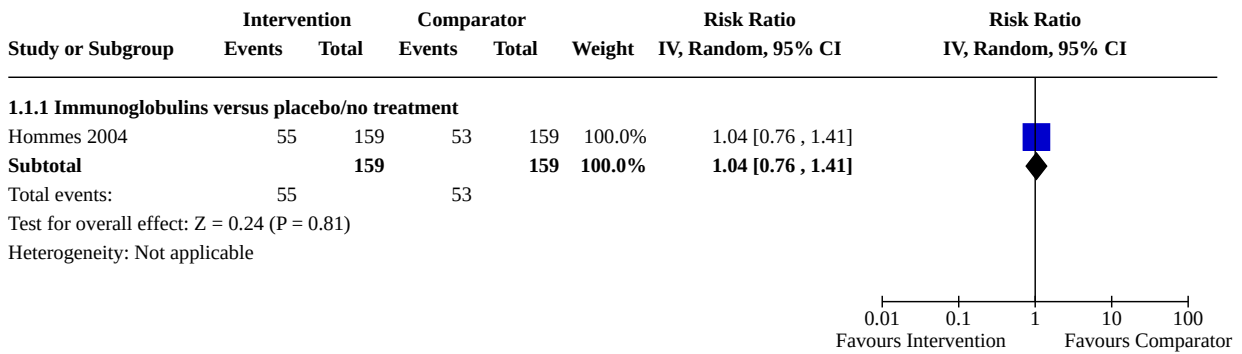 Intervention Comparator Risk Ratio Risk Ratio
Study or Subgroup Events Total Events Total Weight IV, Random, 95% CI IV, Random, 95% CI
1.1.1 Immunoglobulins versus placebo/no treatment
Hommes 2004 55 159 53 159 100.0% 1.04 [0.76 , 1.41]
Subtotal 159 159 100.0% 1.04 [0.76 , 1.41]
Total events: 55 53
Test for overall effect: Z = 0.24 (P = 0.81)
Heterogeneity: Not applicable
0.01 0.1 1 10 100
Favours Intervention Favours Comparator